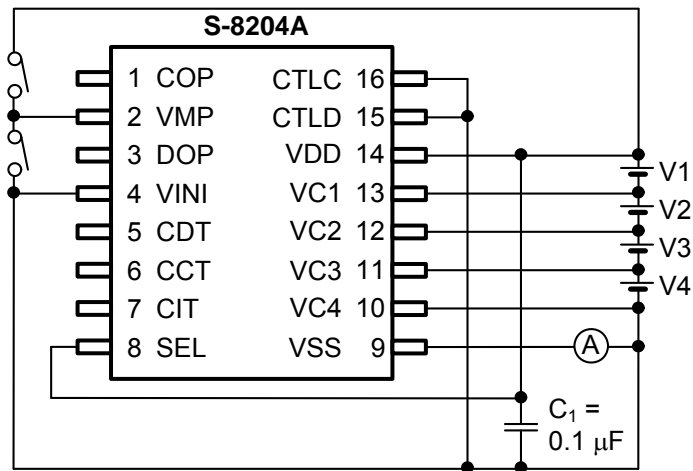 S-8204A
1 COP
2 VMP
3 DOP
4 VINI
5 CDT
6 CCT
7 CIT
8 SEL
CTLC 16
CTLD 15
VDD 14
VC1 13
VC2 12
VC3 11
VC4 10
VSS 9
V1
V2
V3
V4
A
C₁ =
0.1 μF